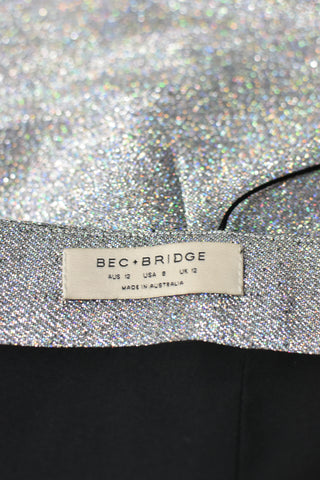 BEC + BRIDGE
AUS 12 USA 8 UK 12
MADE IN AUSTRALIA